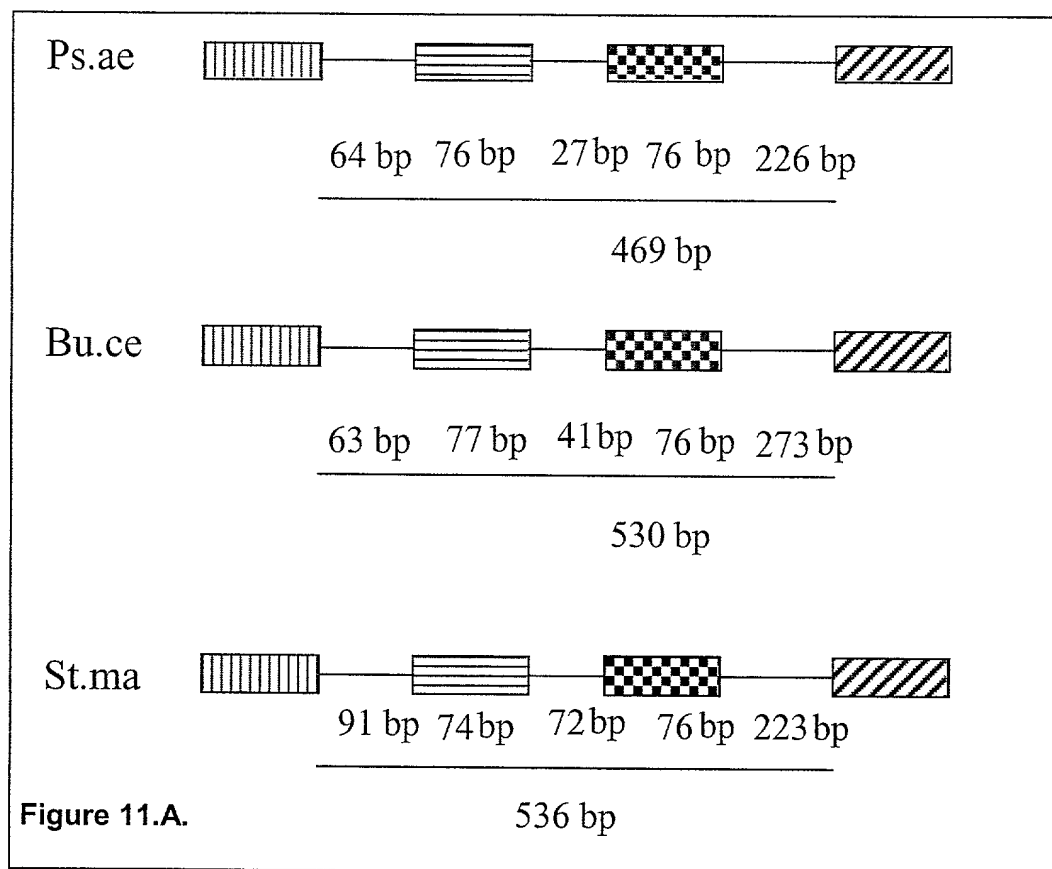 Ps.ae
64 bp 76 bp 27 bp 76 bp 226 bp
469 bp
Bu.ce
63 bp 77 bp 41 bp 76 bp 273 bp
530 bp
St.ma
91 bp 74 bp 72 bp 76 bp 223 bp
536 bp
Figure 11.A.